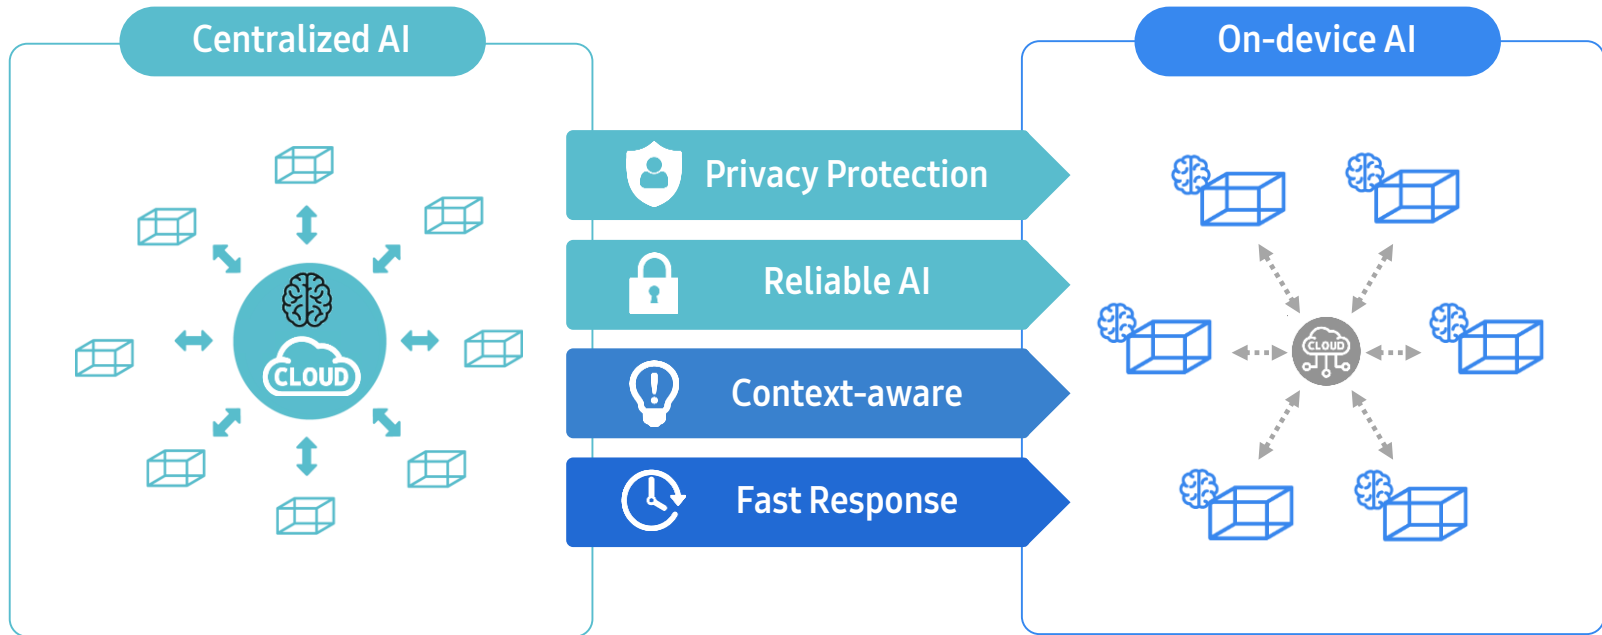 Centralized AI
On-device AI
Privacy Protection
Reliable AI
Context-aware
Fast Response
CLOUD
CLOUD